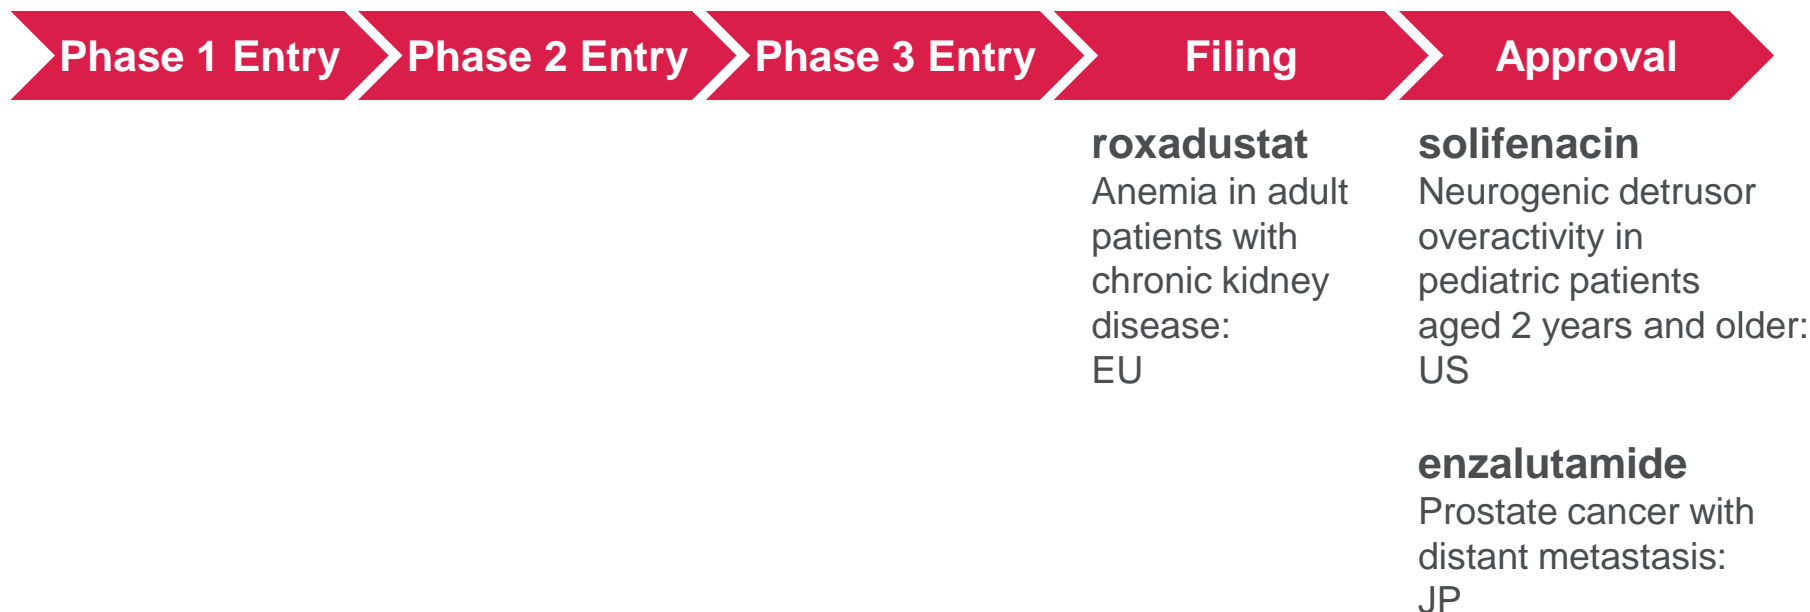 Phase 1 Entry
Phase 2 Entry
Phase 3 Entry
Filing
Approval
roxadustat
Anemia in adult
patients with
chronic kidney
disease:
EU
solifenacin
Neurogenic detrusor
overactivity in
pediatric patients
aged 2 years and older:
US
enzalutamide
Prostate cancer with
distant metastasis:
JP